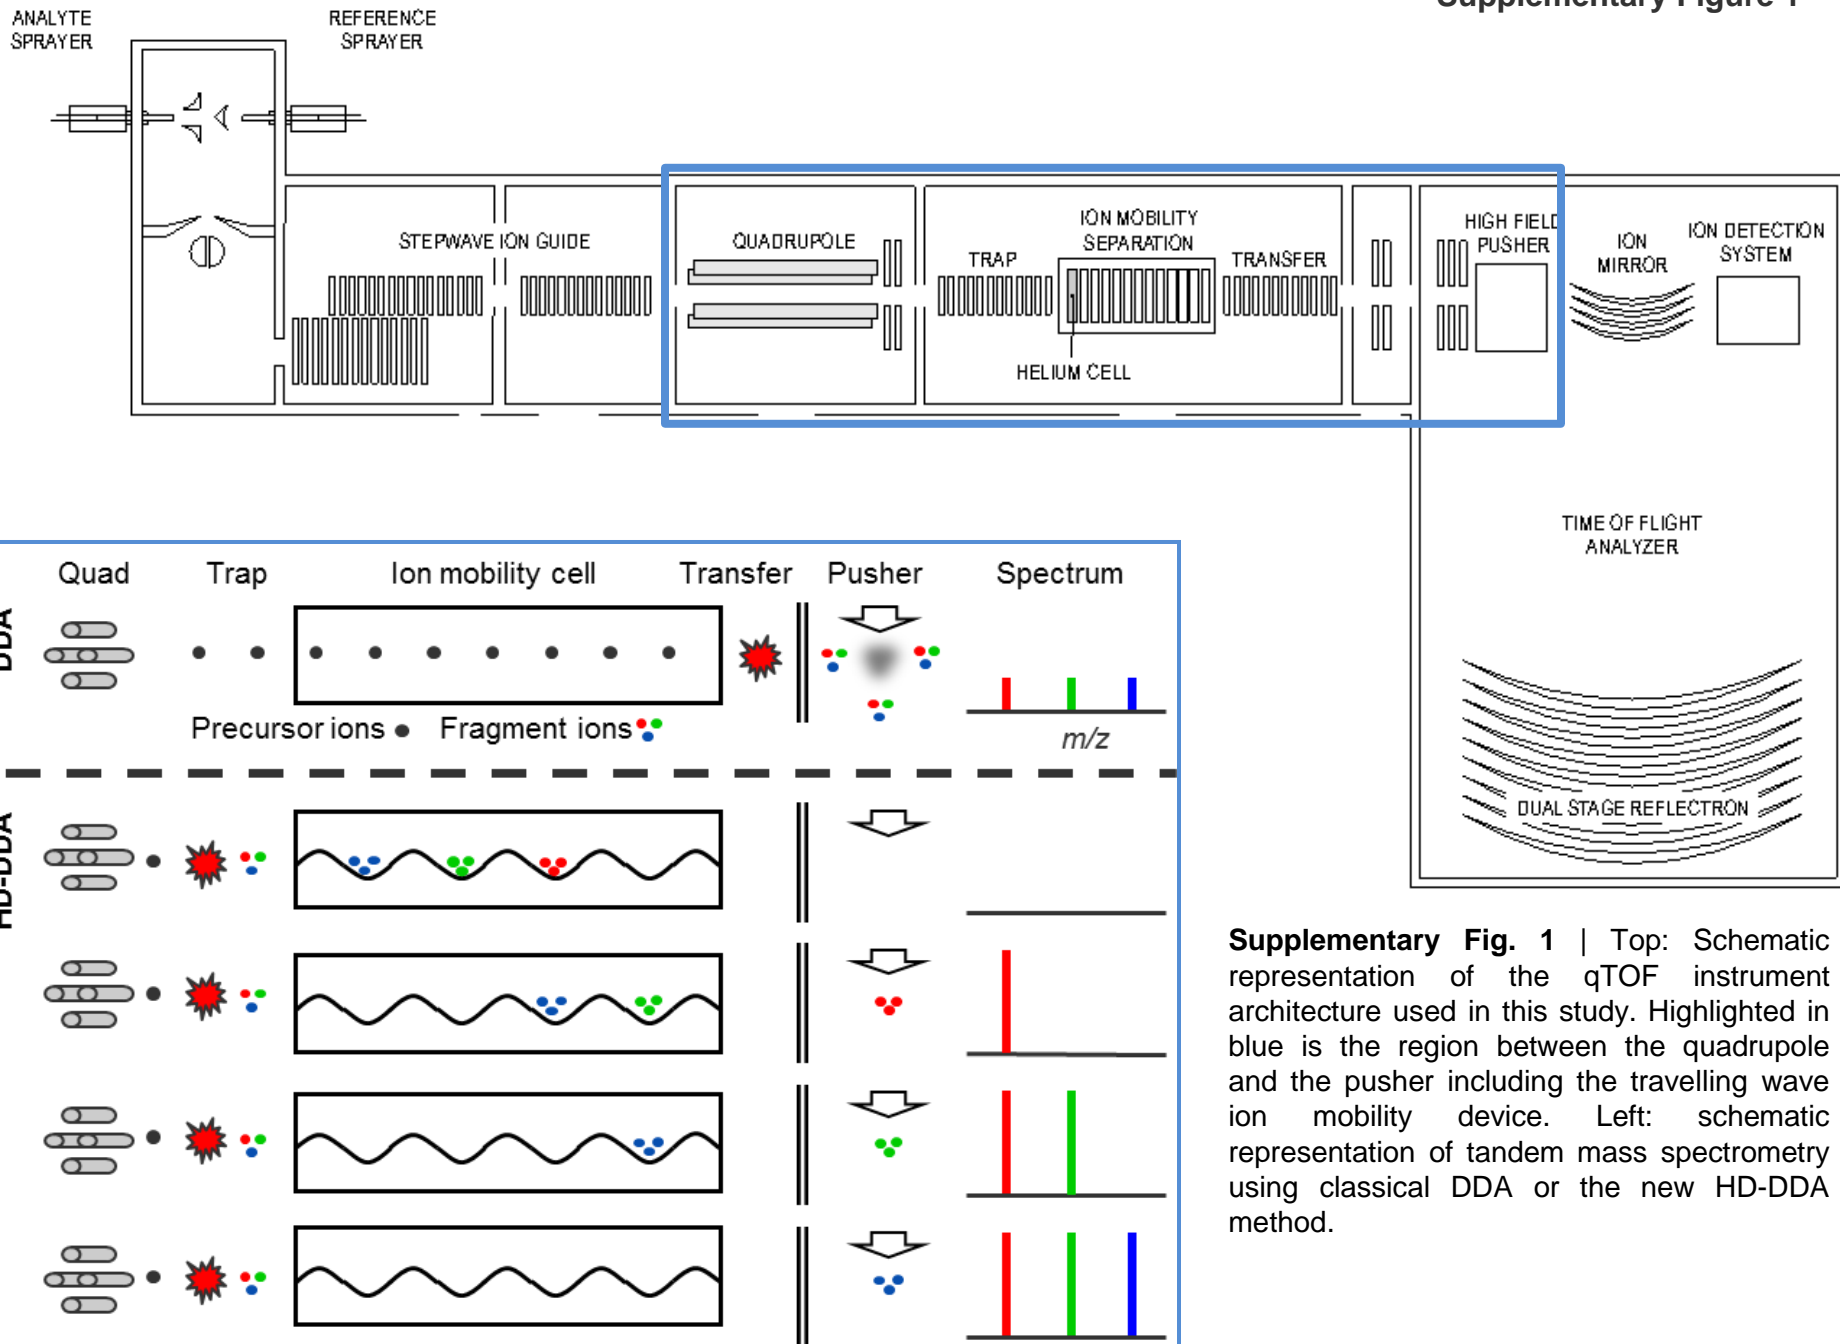 Supplementary Figure 1
ANALYTE
SPRAYER
REFERENCE
SPRAYER
STEPWAVE ION GUIDE
QUADRUPOLE
TRAP
ION MOBILITY
SEPARATION
TRANSFER
HELIUM CELL
HIGH FIELD
PUSHER
ION
MIRROR
ION DETECTION
SYSTEM
TIME OF FLIGHT
ANALYZER
DUAL STAGE REFLECTRON
Quad Trap Ion mobility cell Transfer Pusher Spectrum
DDA
Precursor ions Fragment ions
m/z
HD-DDA
Supplementary Fig. 1 | Top: Schematic
representation of the qTOF instrument
architecture used in this study. Highlighted in
blue is the region between the quadrupole
and the pusher including the travelling wave
ion mobility device. Left: schematic
representation of tandem mass spectrometry
using classical DDA or the new HD-DDA
method.